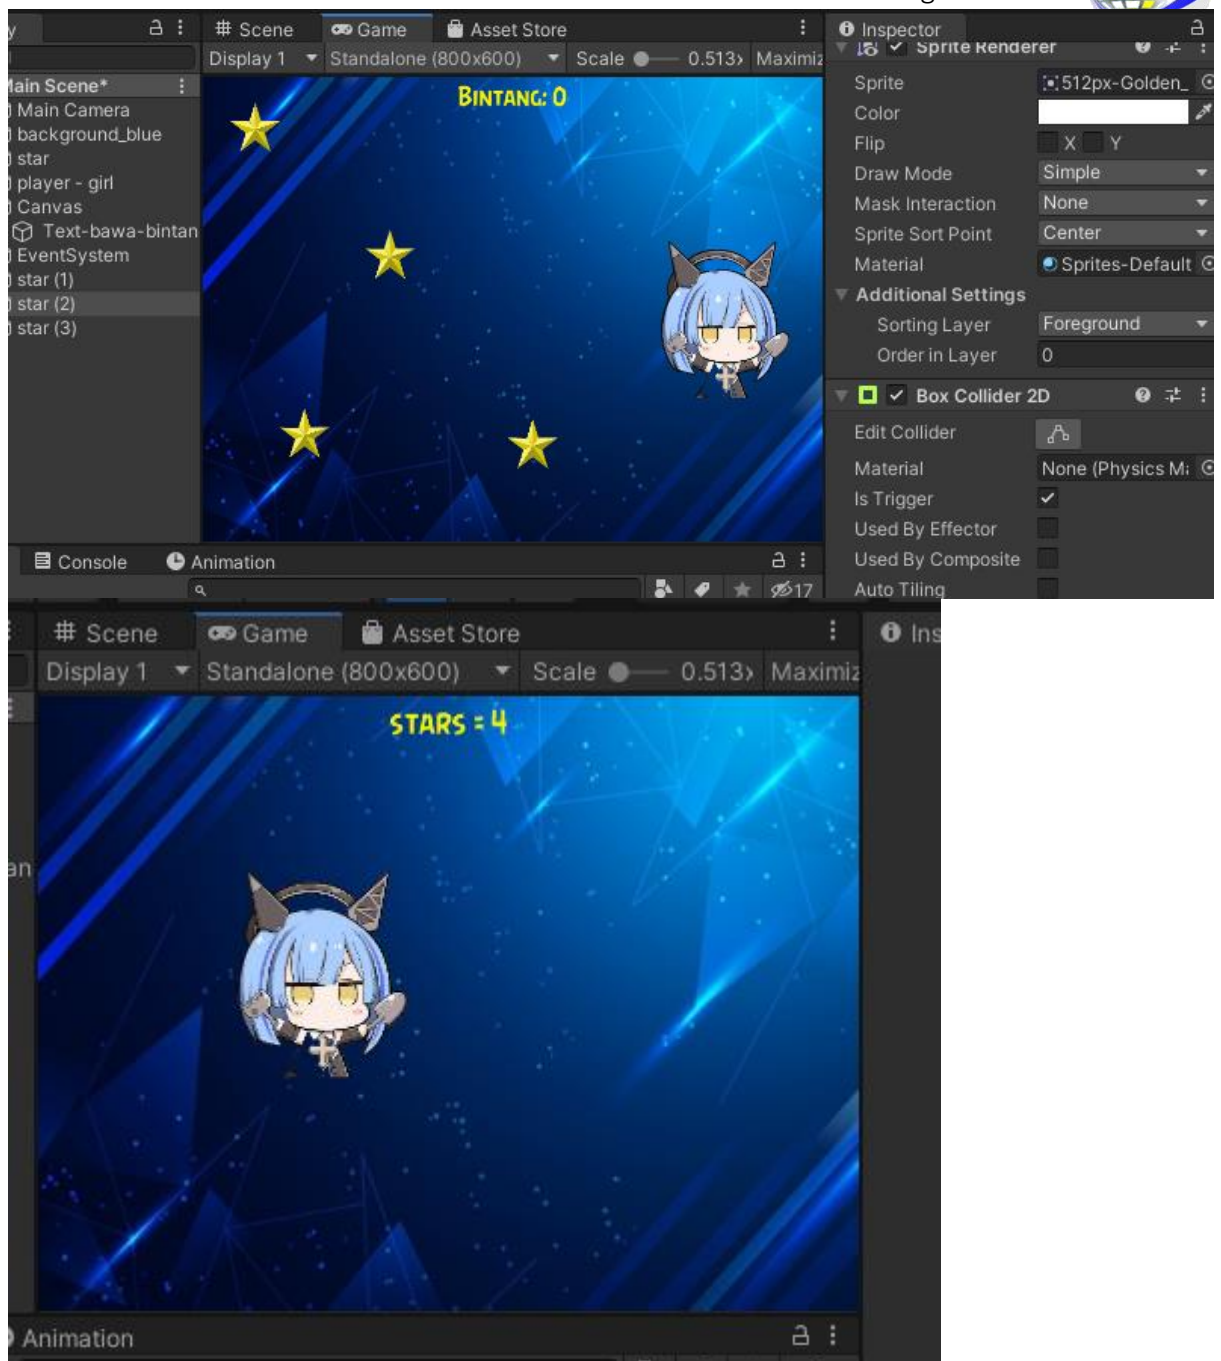 Inspector
# Scene Game Asset Store
Display 1 Standalone (800x600) Scale 0.513x Maximiz
Sprite Renderer
Main Scene*
Main Camera
background_blue
star
player - girl
Canvas
Text-bawa-bintan
EventSystem
star (1)
star (2)
star (3)
BINTANG: 0
Sprite 512px-Golden_
Color
Flip X Y
Draw Mode Simple
Mask Interaction None
Sprite Sort Point Center
Material Sprites-Default
Additional Settings
Sorting Layer Foreground
Order in Layer 0
Box Collider 2D
Edit Collider
Material None (Physics Ma
Is Trigger
Used By Effector
Used By Composite
Auto Tiling
Console Animation
17
# Scene Game Asset Store Ins
Display 1 Standalone (800x600) Scale 0.513x Maximiz
STARS = 4
an
Animation